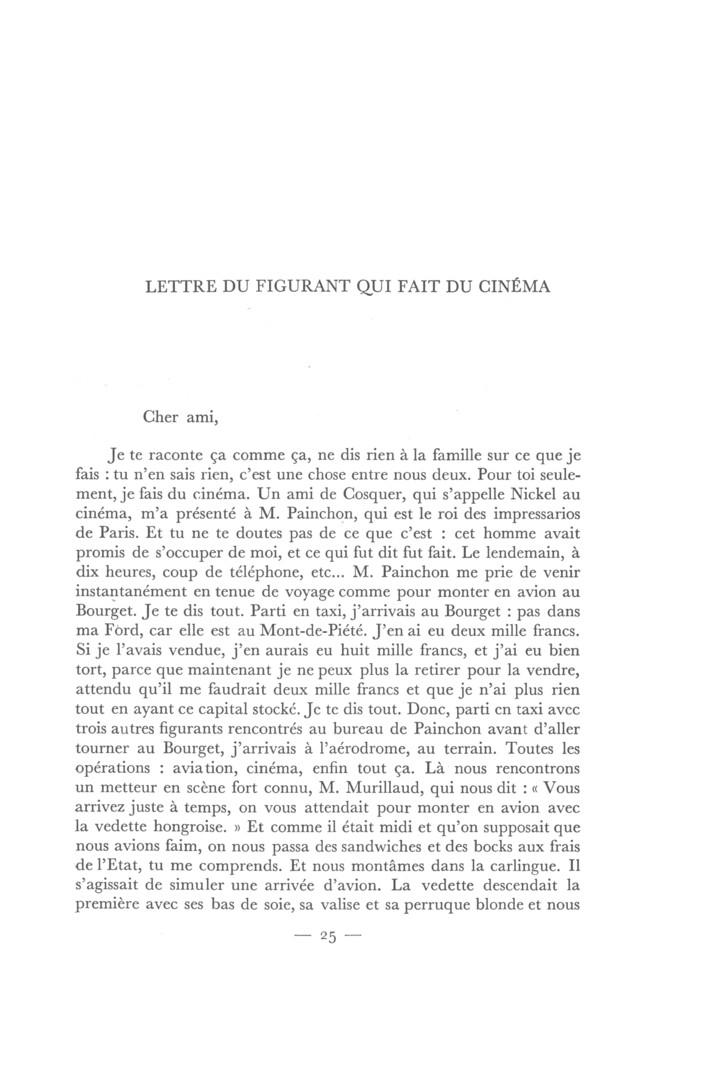 LETTRE DU FIGURANT QUI FAIT DU CINÉMA
Cher ami,
Je te raconte ça comme ça, ne dis rien à la famille sur ce que je
fais : tu n'en sais rien, c'est une chose entre nous deux. Pour toi seule-
ment, je fais du cinéma. Un ami de Cosquer, qui s'appelle Nickel au
cinéma, m'a présenté à M. Painchon, qui est le roi des impressarios
de Paris. Et tu ne te doutes pas de ce que c'est : cet homme avait
promis de s'occuper de moi, et ce qui fut dit fut fait. Le lendemain, à
dix heures, coup de téléphone, etc... M. Painchon me prie de venir
instantanément en tenue de voyage comme pour monter en avion au
Bourget. Je te dis tout. Parti en taxi, j'arrivais au Bourget : pas dans
ma Ford, car elle est au Mont-de-Piété. J'en ai eu deux mille francs.
Si je l'avais vendue, j'en aurais eu huit mille francs, et j'ai eu bien
tort, parce que maintenant je ne peux plus la retirer pour la vendre,
attendu qu'il me faudrait deux mille francs et que je n'ai plus rien
tout en ayant ce capital stocké. Je te dis tout. Donc, parti en taxi avec
trois autres figurants rencontrés au bureau de Painchon avant d'aller
tourner au Bourget, j'arrivais à l'aérodrome, au terrain. Toutes les
opérations : aviation, cinéma, enfin tout ça. Là nous rencontrons
un metteur en scène fort connu, M. Murillaud, qui nous dit : « Vous
arrivez juste à temps, on vous attendait pour monter en avion avec
la vedette hongroise. » Et comme il était midi et qu'on supposait que
nous avions faim, on nous passa des sandwiches et des bocks aux frais
de l'Etat, tu me comprends. Et nous montâmes dans la carlingue. Il
s'agissait de simuler une arrivée d'avion. La vedette descendait la
première avec ses bas de soie, sa valise et sa perruque blonde et nous
— 25 —